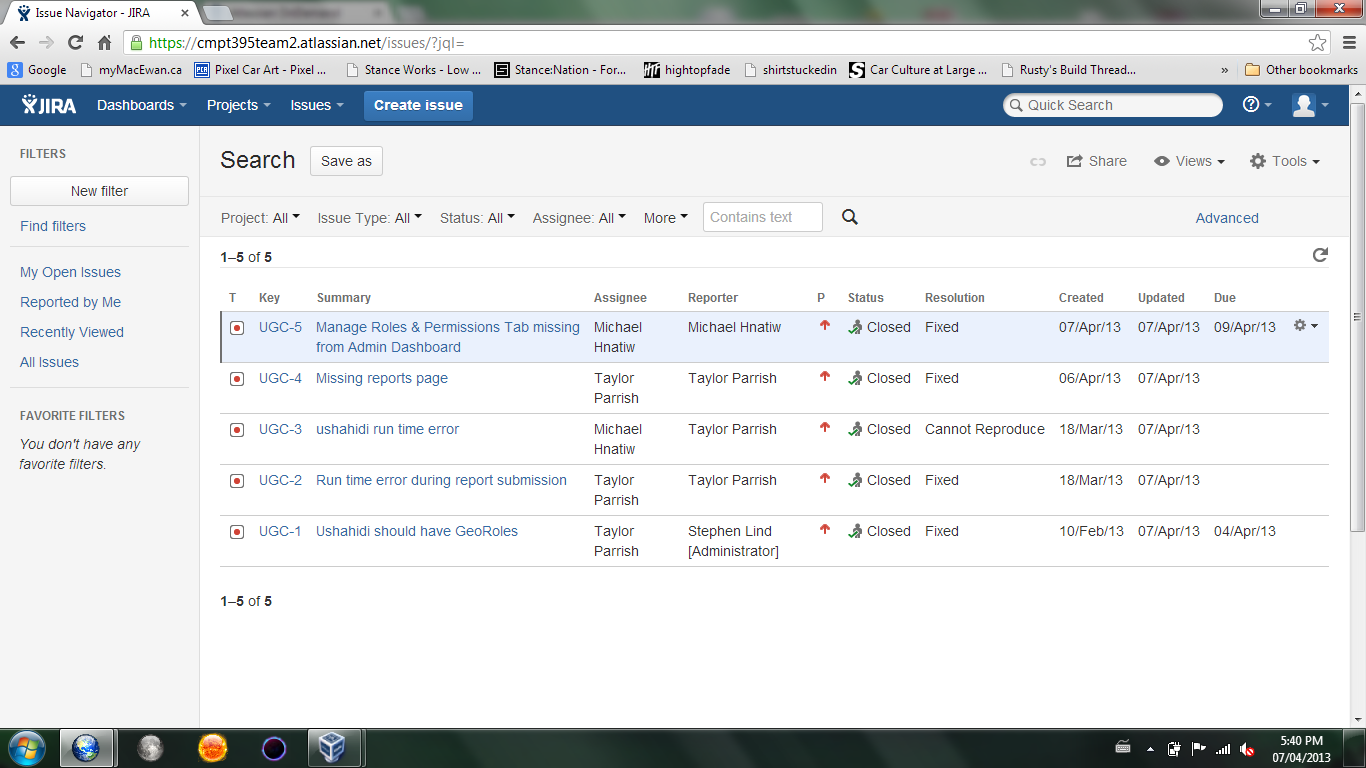 Issue Navigator - JIRA
https://cmpt395team2.atlassian.net/issues/?jql=
Google myMacEwan.ca Pixel Car Art - Pixel ... Stance Works - Low ... Stance:Nation - For... hightopfade shirtstuckedin Car Culture at Large ... Rusty's Build Thread... » Other bookmarks
JIRA Dashboards Projects Issues Create issue Quick Search
FILTERS
New filter
Find filters
My Open Issues
Reported by Me
Recently Viewed
All Issues
FAVORITE FILTERS
You don't have any
favorite filters.
Search Save as Share Views Tools
Project: All Issue Type: All Status: All Assignee: All More Contains text Advanced
1–5 of 5
T Key Summary Assignee Reporter P Status Resolution Created Updated Due
UGC-5 Manage Roles & Permissions Tab missing Michael Michael Hnatiw Closed Fixed 07/Apr/13 07/Apr/13 09/Apr/13
from Admin Dashboard Hnatiw
UGC-4 Missing reports page Taylor Taylor Parrish Closed Fixed 06/Apr/13 07/Apr/13
Parrish
UGC-3 ushahidi run time error Michael Taylor Parrish Closed Cannot Reproduce 18/Mar/13 07/Apr/13
Hnatiw
UGC-2 Run time error during report submission Taylor Taylor Parrish Closed Fixed 18/Mar/13 07/Apr/13
Parrish
UGC-1 Ushahidi should have GeoRoles Taylor Stephen Lind Closed Fixed 10/Feb/13 07/Apr/13 04/Apr/13
Parrish [Administrator]
1–5 of 5
5:40 PM
07/04/2013